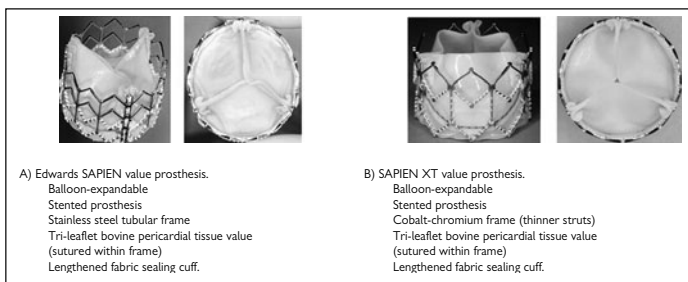 A) Edwards SAPIEN value prosthesis.
Balloon-expandable
Stented prosthesis
Stainless steel tubular frame
Tri-leaflet bovine pericardial tissue value
(sutured within frame)
Lengthened fabric sealing cuff.
B) SAPIEN XT value prosthesis.
Balloon-expandable
Stented prosthesis
Cobalt-chromium frame (thinner struts)
Tri-leaflet bovine pericardial tissue value
(sutured within frame)
Lengthened fabric sealing cuff.